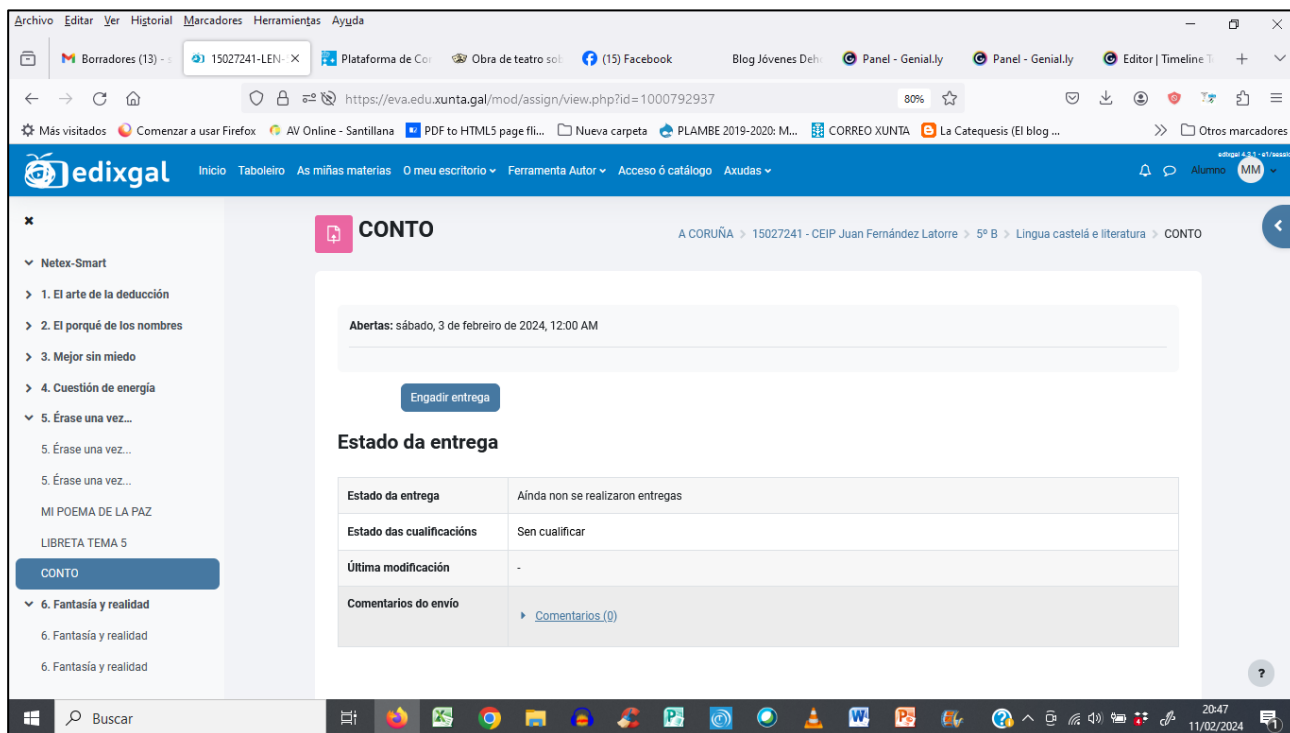 Archivo Editar Ver Historial Marcadores Herramientas Ayuda
Borradores (13) - 15027241-LEN- Plataforma de Co Obra de teatro so (15) Facebook Blog Jóvenes Deh Panel - Genial.ly Panel - Genial.ly Editor | Timeline T
https://eva.edu.xunta.gal/mod/assign/view.php?id=1000792937 80%
Más visitados Comenzar a usar Firefox AV Online - Santillana PDF to HTML5 page fli... Nueva carpeta PLAMBE 2019-2020: M... CORREO XUNTA La Catequesis (El blog ... Otros marcadores
edixgal Inicio Taboleiro As miñas materias O meu escritorio Ferramenta Autor Acceso ó catálogo Axudas Alumno MM
CONTO
A CORUÑA > 15027241 - CEIP Juan Fernández Latorre > 5º B > Lingua castelá e literatura > CONTO
Netex-Smart
1. El arte de la deducción
2. El porqué de los nombres
3. Mejor sin miedo
4. Cuestión de energía
5. Érase una vez...
5. Érase una vez...
5. Érase una vez...
MI POEMA DE LA PAZ
LIBRETA TEMA 5
CONTO
6. Fantasía y realidad
6. Fantasía y realidad
6. Fantasía y realidad
Abertas: sábado, 3 de febreiro de 2024, 12:00 AM
Engadir entrega
Estado da entrega
Estado da entrega Aínda non se realizaron entregas
Estado das cualificacións Sen cualificar
Última modificación -
Comentarios do envío Comentarios (0)
?
Buscar
20:47
11/02/2024